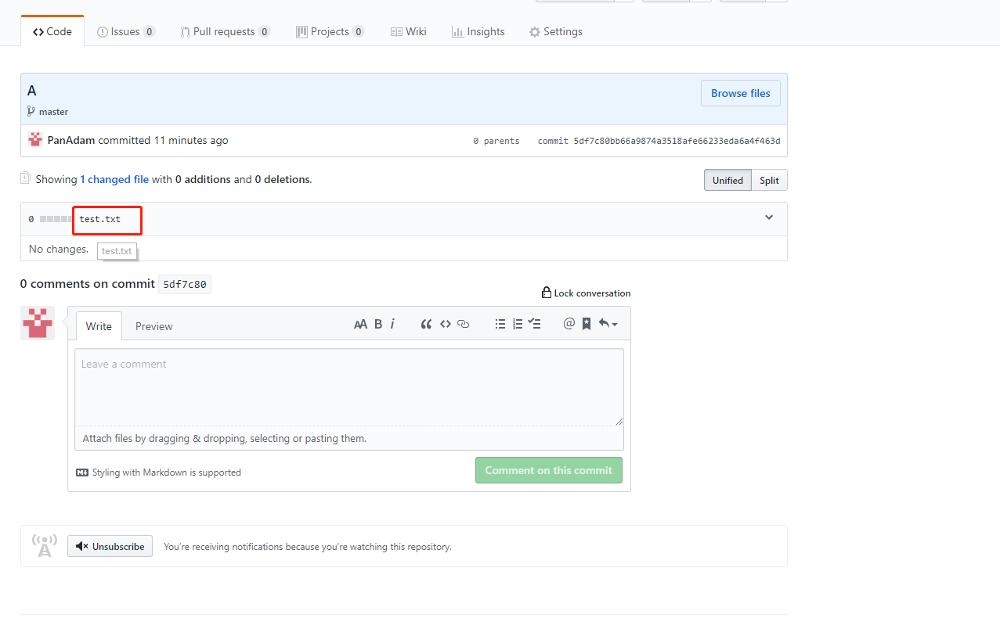 Code Issues 0 Pull requests 0 Projects 0 Wiki Insights Settings
A
Browse files
master
PanAdam committed 11 minutes ago 0 parents commit 5df7c80bb66a9874a3518afe66233eda6a4f463d
Showing 1 changed file with 0 additions and 0 deletions. Unified Split
0 test.txt
No changes. test.txt
0 comments on commit 5df7c80
Lock conversation
Write Preview AA B i @
Leave a comment
Attach files by dragging & dropping, selecting or pasting them.
Styling with Markdown is supported Comment on this commit
Unsubscribe You're receiving notifications because you're watching this repository.